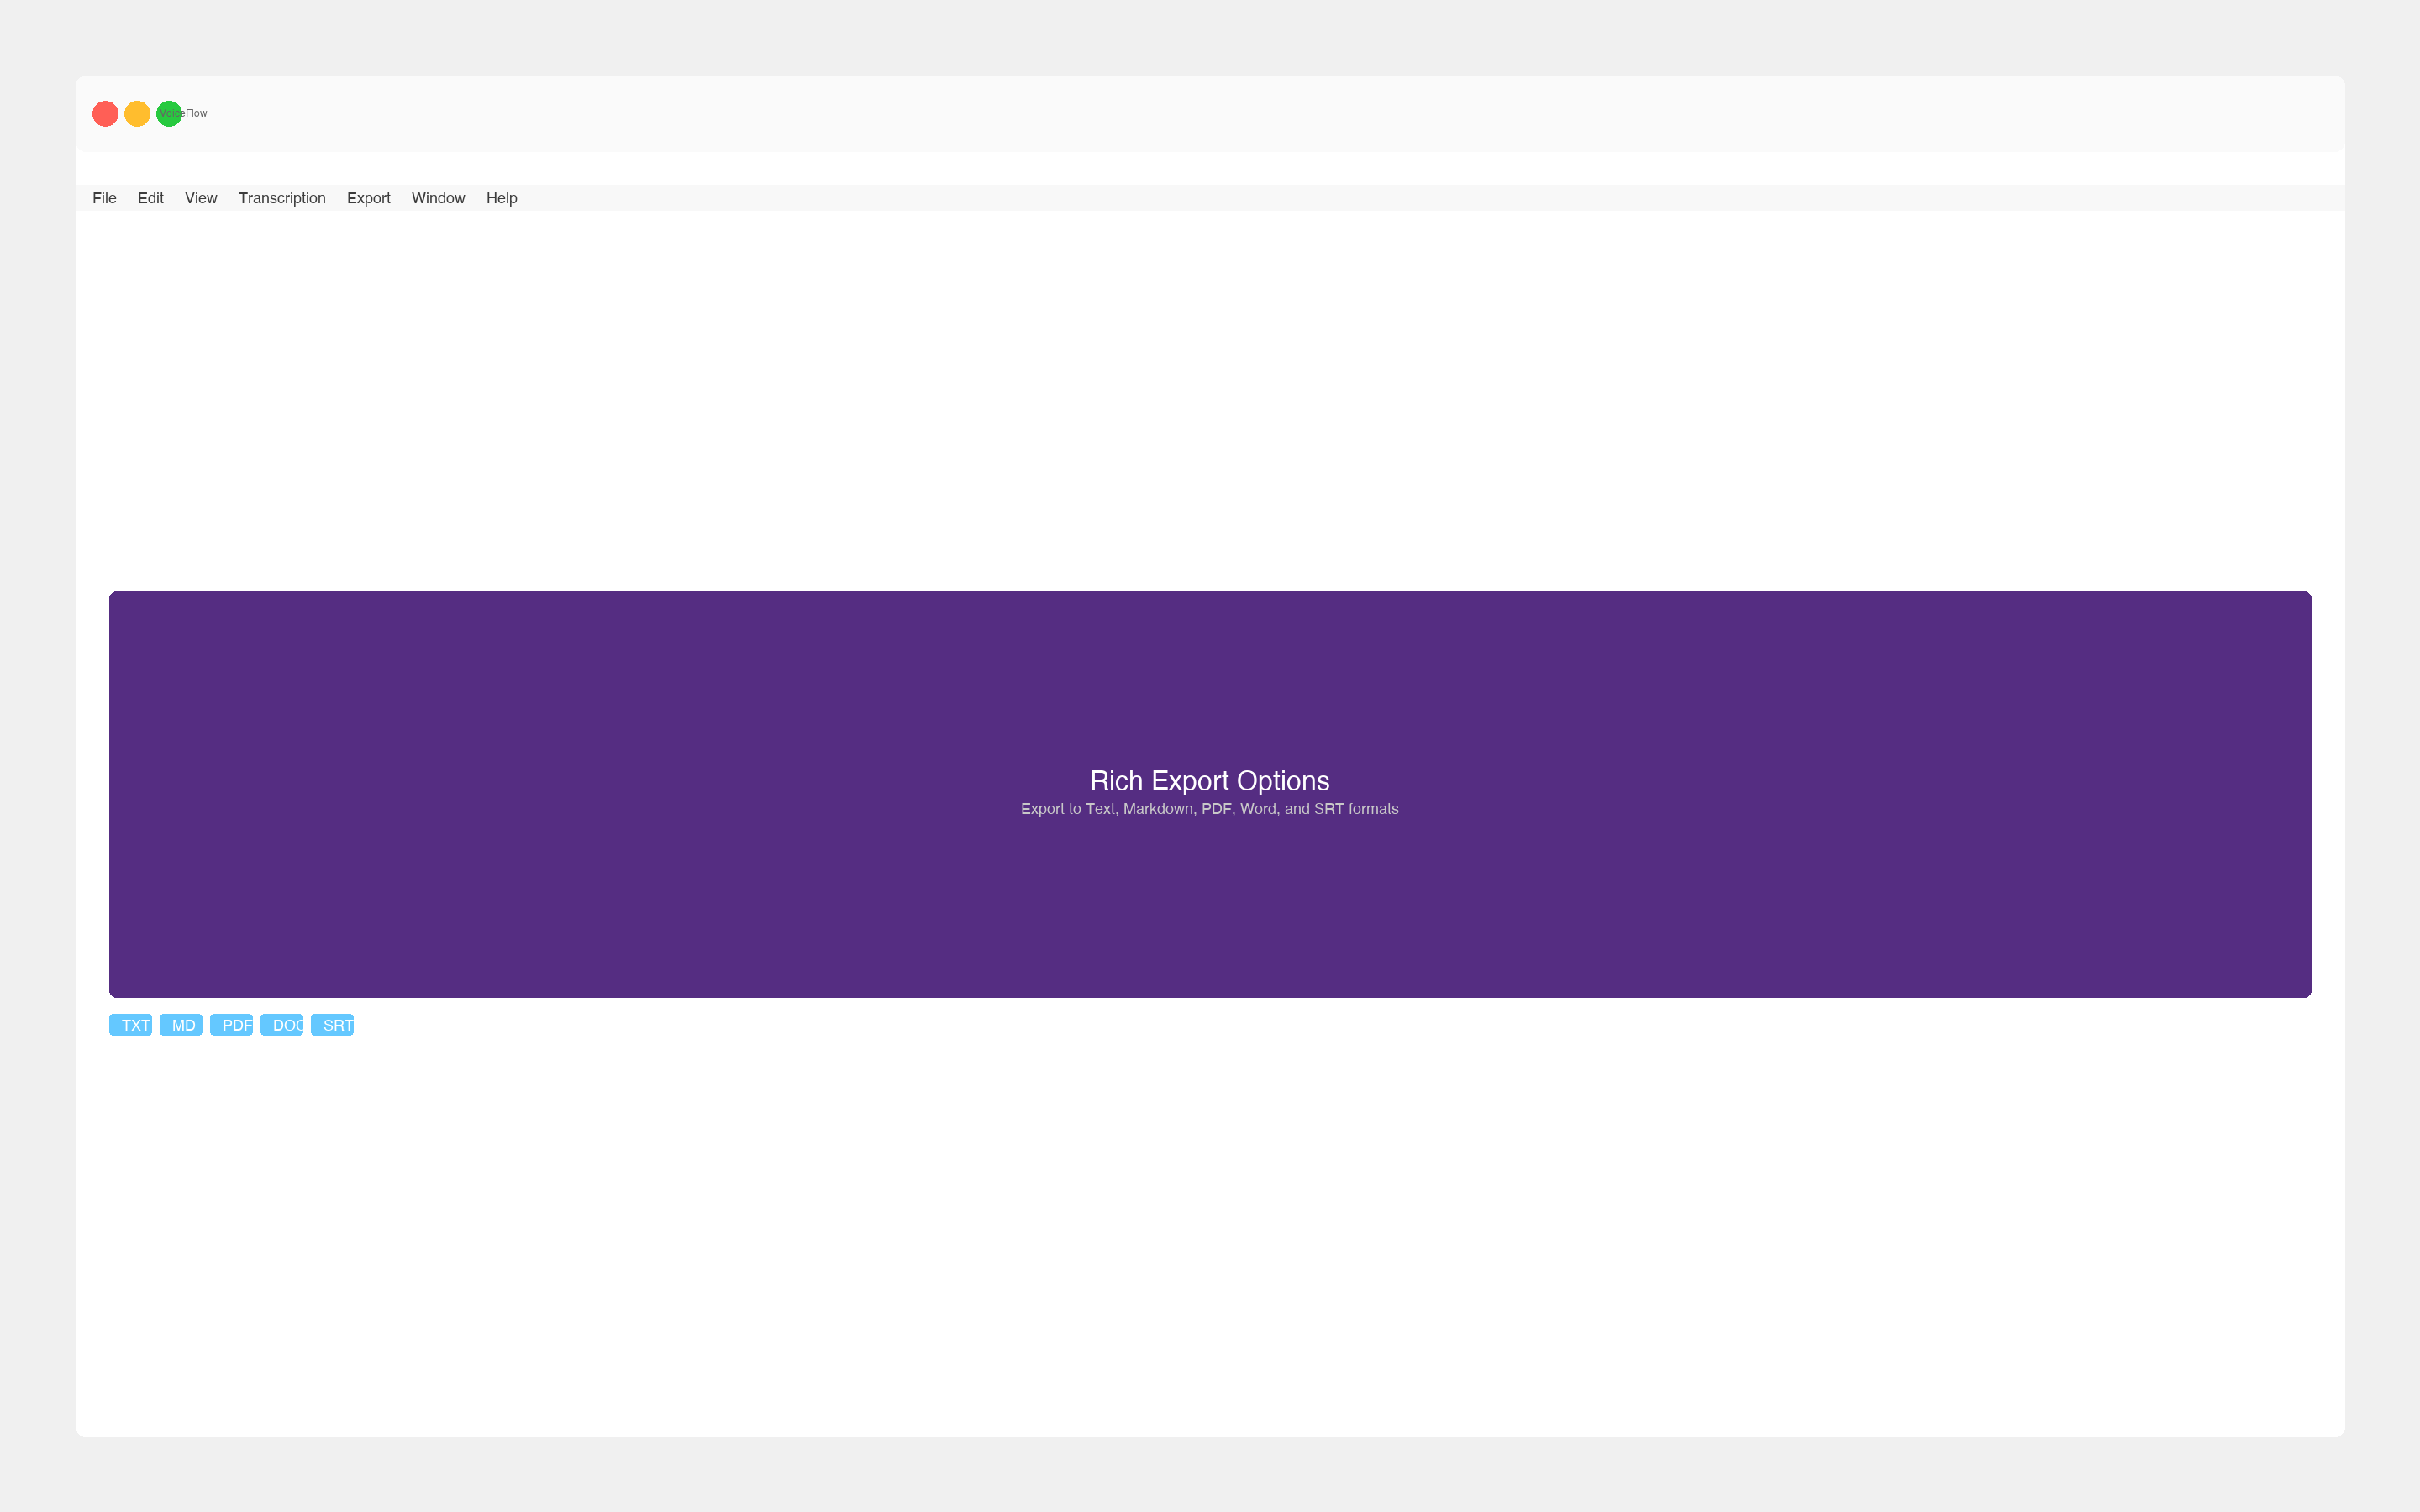 VoiceFlow
File Edit View Transcription Export Window Help
Rich Export Options
Export to Text, Markdown, PDF, Word, and SRT formats
TXT MD PDF DOC SRT